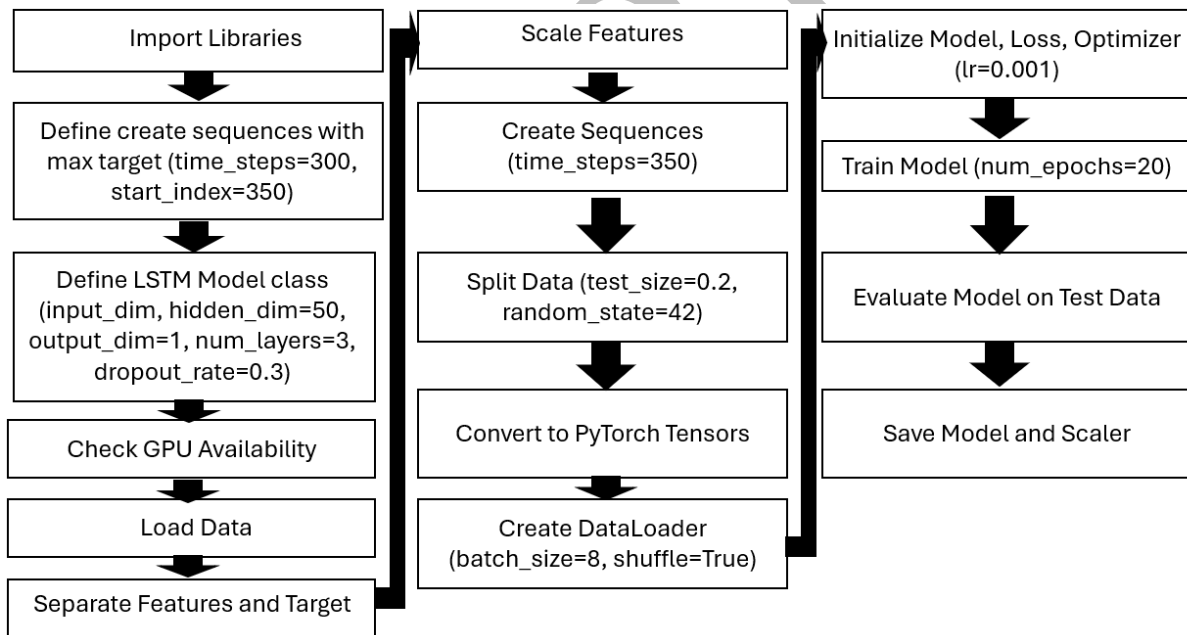 Import Libraries
Define create sequences with
max target (time_steps=300,
start_index=350)
Define LSTM Model class
(input_dim, hidden_dim=50,
output_dim=1, num_layers=3,
dropout_rate=0.3)
Check GPU Availability
Load Data
Separate Features and Target
Scale Features
Create Sequences
(time_steps=350)
Split Data (test_size=0.2,
random_state=42)
Convert to PyTorch Tensors
Create DataLoader
(batch_size=8, shuffle=True)
Initialize Model, Loss, Optimizer
(lr=0.001)
Train Model (num_epochs=20)
Evaluate Model on Test Data
Save Model and Scaler